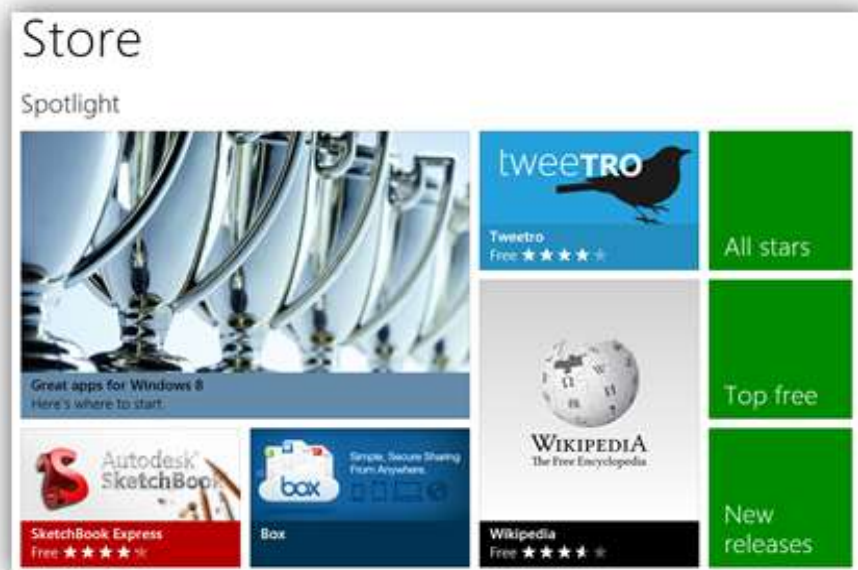 Store
Spotlight
Great apps for Windows 8
Here's where to start
tweeTRO
Tweetro
Free
All stars
WIKIPEDIA
The Free Encyclopedia
Wikipedia
Free
Top free
Autodesk
SketchBook
SketchBook Express
Free
box
Simple, Secure Sharing
From Anywhere.
Box
New
releases